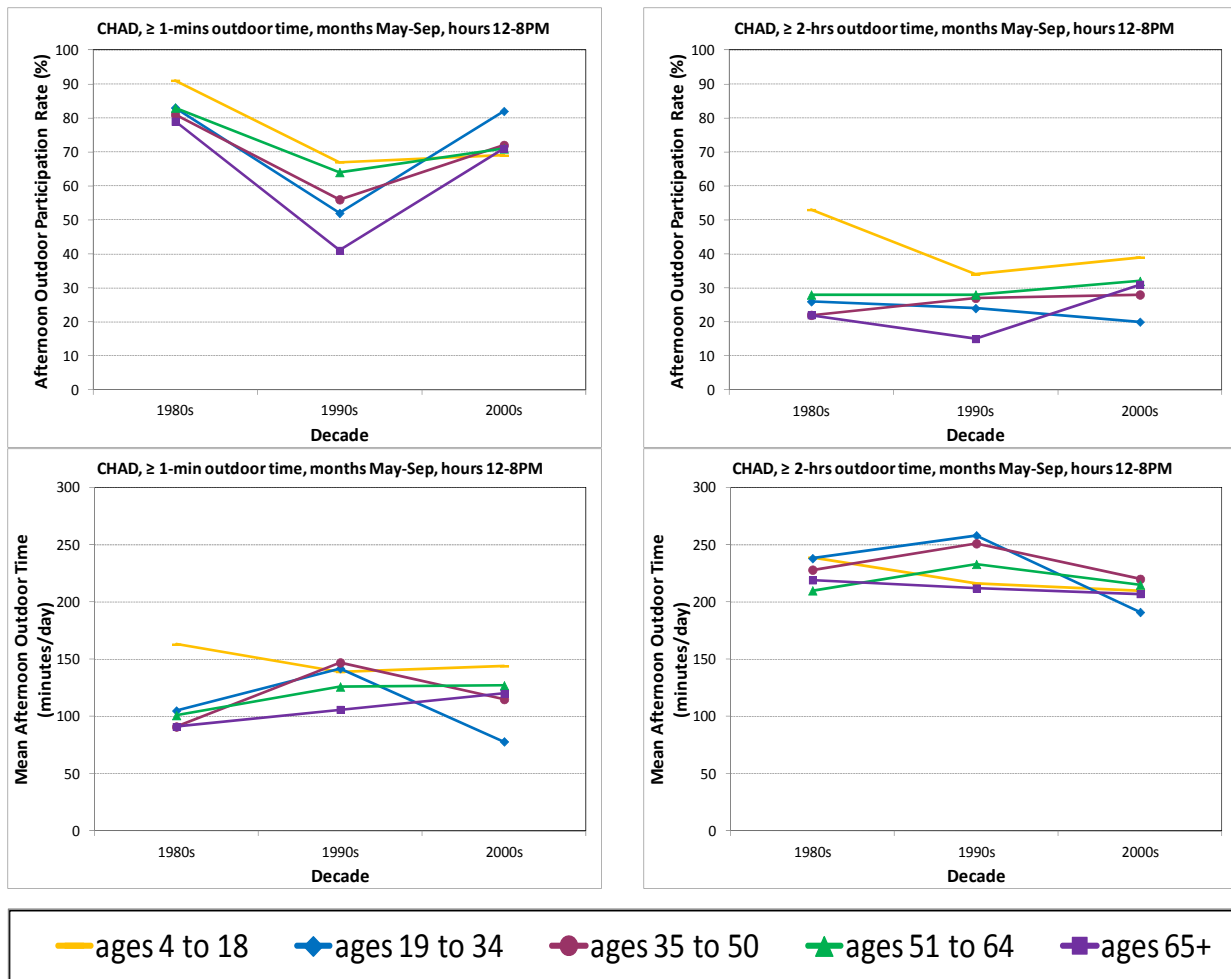 CHAD, ≥ 1-mins outdoor time, months May-Sep, hours 12-8PM
Afternoon Outdoor Participation Rate (%)
100
90
80
70
60
50
40
30
20
10
0
1980s 1990s 2000s
Decade
CHAD, ≥ 2-hrs outdoor time, months May-Sep, hours 12-8PM
Afternoon Outdoor Participation Rate (%)
100
90
80
70
60
50
40
30
20
10
0
1980s 1990s 2000s
Decade
CHAD, ≥ 1-min outdoor time, months May-Sep, hours 12-8PM
Mean Afternoon Outdoor Time
(minutes/day)
300
250
200
150
100
50
0
1980s 1990s 2000s
Decade
CHAD, ≥ 2-hrs outdoor time, months May-Sep, hours 12-8PM
Mean Afternoon Outdoor Time
(minutes/day)
300
250
200
150
100
50
0
1980s 1990s 2000s
Decade
ages 4 to 18 ages 19 to 34 ages 35 to 50 ages 51 to 64 ages 65+